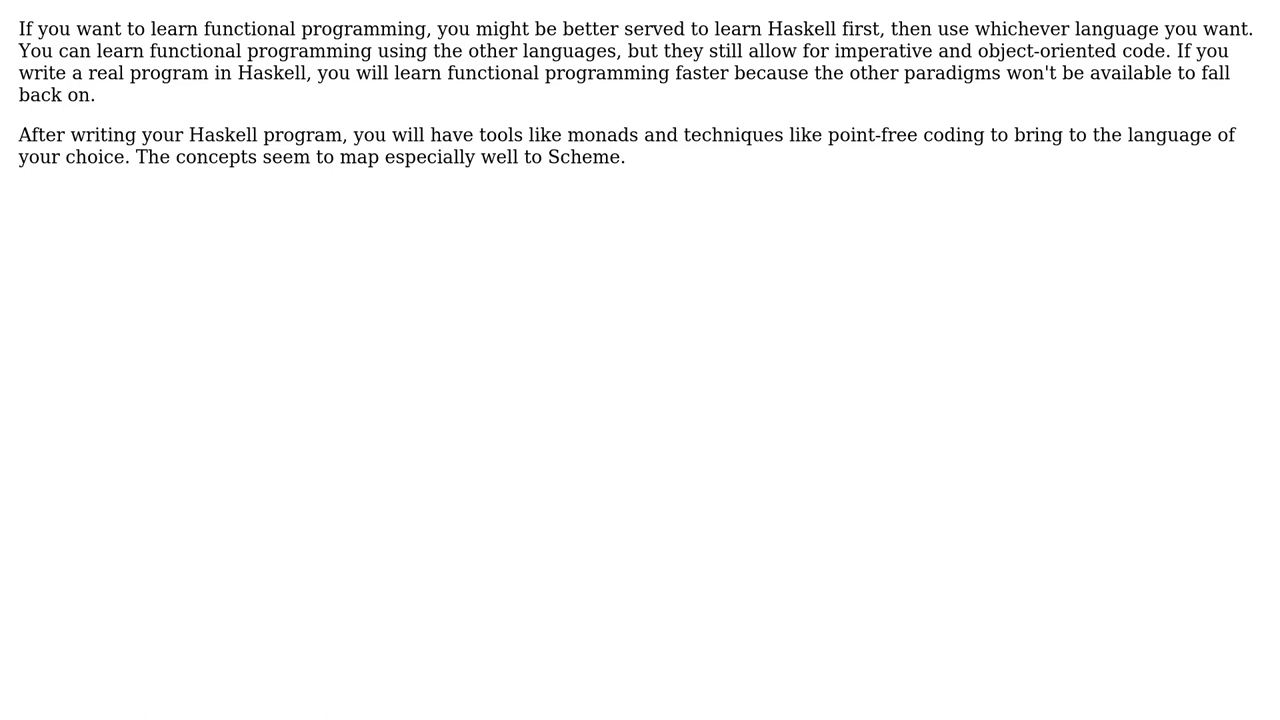 If you want to learn functional programming, you might be better served to learn Haskell first, then use whichever language you want.
You can learn functional programming using the other languages, but they still allow for imperative and object-oriented code. If you
write a real program in Haskell, you will learn functional programming faster because the other paradigms won't be available to fall
back on.
After writing your Haskell program, you will have tools like monads and techniques like point-free coding to bring to the language of
your choice. The concepts seem to map especially well to Scheme.